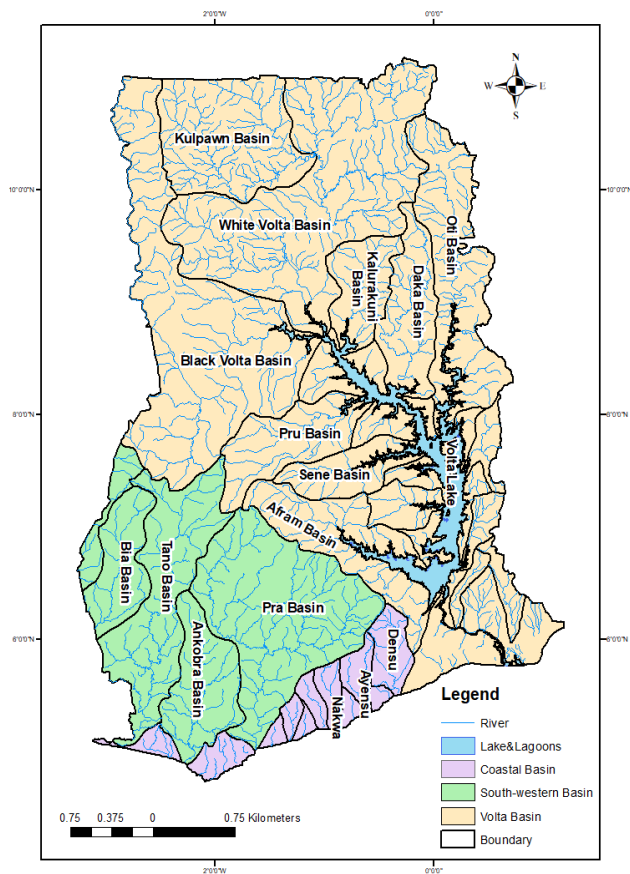 2°0'0"W
0°0'0"
N
W
E
S
Kulpawn Basin
10°0'0"N
10°0'0"N
White Volta Basin
Oti Basin
Kalurakuni
Basin
Daka Basin
Black Volta Basin
8°0'0"N
8°0'0"N
Pru Basin
Volta Lake
Sene Basin
Afram Basin
Bia Basin
Tano Basin
Pra Basin
6°0'0"N
6°0'0"N
Ankobra Basin
Densu
Ayensu
Nakwa
Legend
River
Lake&Lagoons
Coastal Basin
South-western Basin
Volta Basin
Boundary
0.75 0.375 0 0.75 Kilometers
2°0'0"W
0°0'0"